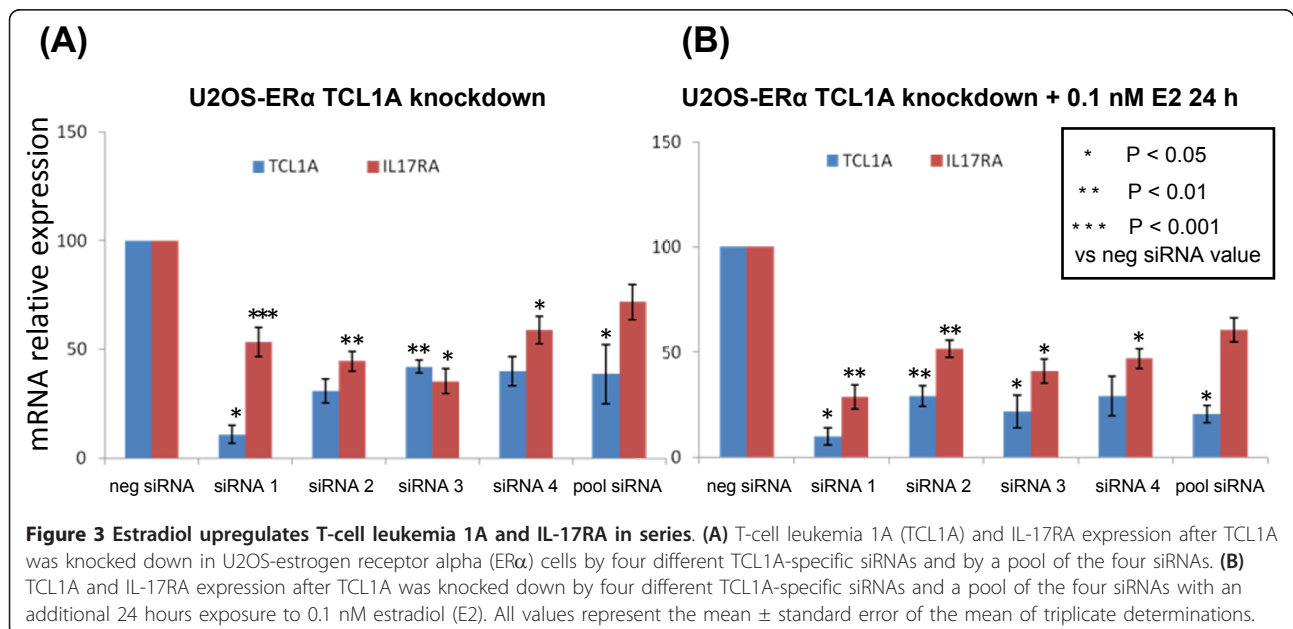 (A)
(B)
U2OS-ERα TCL1A knockdown
U2OS-ERα TCL1A knockdown + 0.1 nM E2 24 h
mRNA relative expression
150
100
50
0
TCL1A
IL17RA
*
***
**
**
*
*
*
neg siRNA
siRNA 1
siRNA 2
siRNA 3
siRNA 4
pool siRNA
150
100
50
0
TCL1A
IL17RA
* P < 0.05
** P < 0.01
*** P < 0.001
vs neg siRNA value
*
**
**
**
*
*
*
*
neg siRNA
siRNA 1
siRNA 2
siRNA 3
siRNA 4
pool siRNA
Figure 3 Estradiol upregulates T-cell leukemia 1A and IL-17RA in series. (A) T-cell leukemia 1A (TCL1A) and IL-17RA expression after TCL1A
was knocked down in U2OS-estrogen receptor alpha (ERα) cells by four different TCL1A-specific siRNAs and by a pool of the four siRNAs. (B)
TCL1A and IL-17RA expression after TCL1A was knocked down by four different TCL1A-specific siRNAs and a pool of the four siRNAs with an
additional 24 hours exposure to 0.1 nM estradiol (E2). All values represent the mean ± standard error of the mean of triplicate determinations.